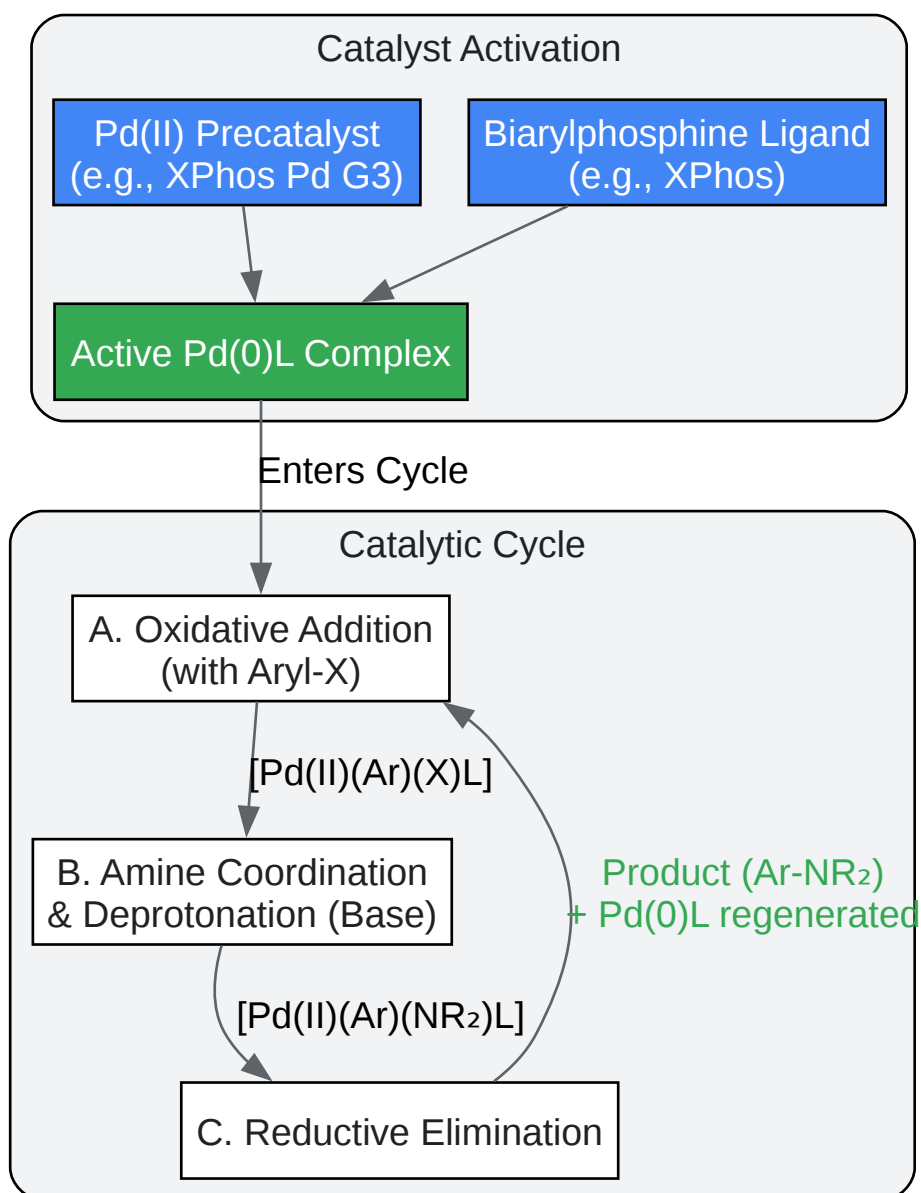 Catalyst Activation
Pd(II) Precatalyst
(e.g., XPhos Pd G3)
Biarylphosphine Ligand
(e.g., XPhos)
Active Pd(0)L Complex
Enters Cycle
Catalytic Cycle
A. Oxidative Addition
(with Aryl-X)
[Pd(II)(Ar)(X)L]
B. Amine Coordination
& Deprotonation (Base)
Product (Ar-NR₂)
+ Pd(0)L regenerated
[Pd(II)(Ar)(NR₂)L]
C. Reductive Elimination